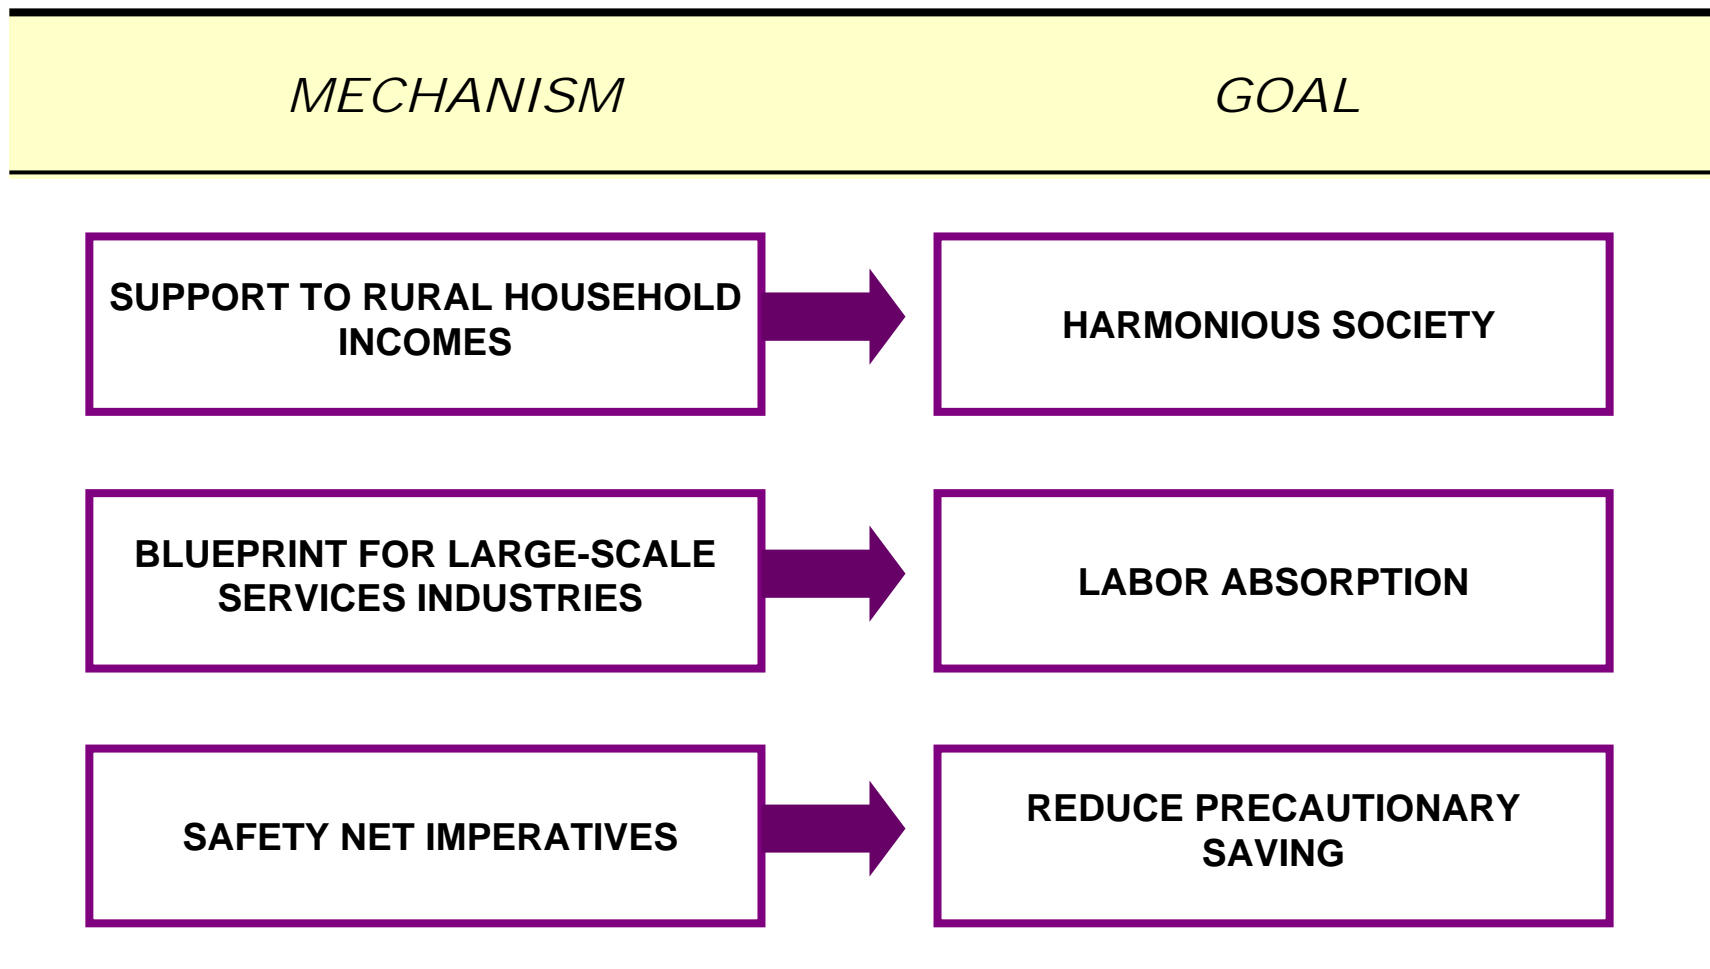 MECHANISM
GOAL
SUPPORT TO RURAL HOUSEHOLD
INCOMES
HARMONIOUS SOCIETY
BLUEPRINT FOR LARGE-SCALE
SERVICES INDUSTRIES
LABOR ABSORPTION
SAFETY NET IMPERATIVES
REDUCE PRECAUTIONARY
SAVING